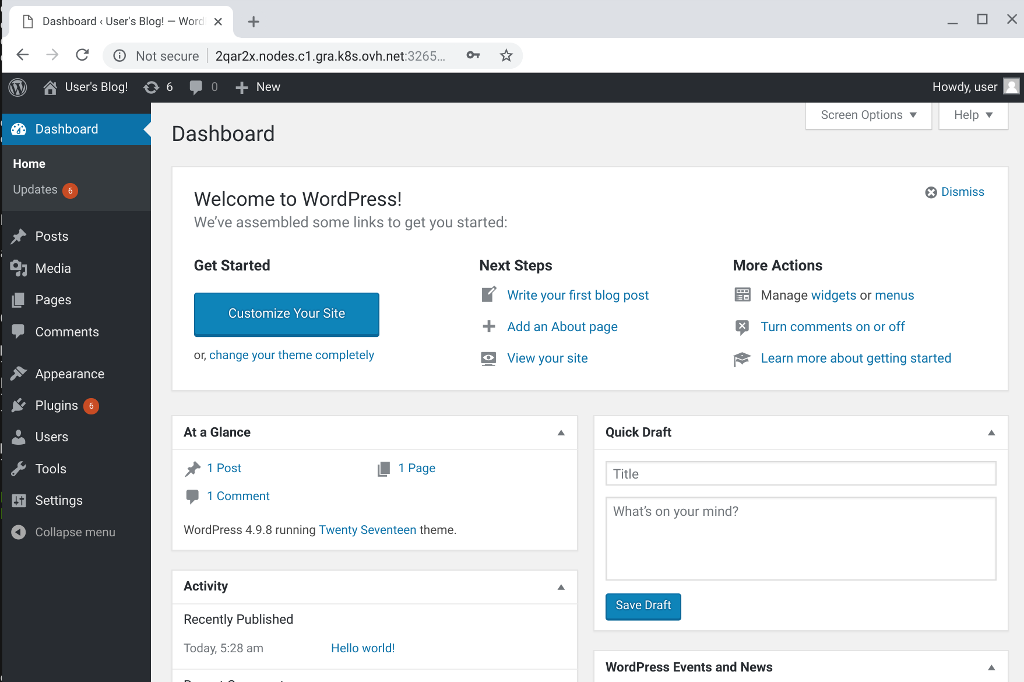 Dashboard ‹ User's Blog! — Word
Not secure
2qar2x.nodes.c1.gra.k8s.ovh.net:3265…
User's Blog!
6
0
New
Howdy, user
Dashboard
Home
Updates 6
Posts
Media
Pages
Comments
Appearance
Plugins 6
Users
Tools
Settings
Collapse menu
Dashboard
Screen Options
Help
Welcome to WordPress!
We've assembled some links to get you started:
Dismiss
Get Started
Customize Your Site
or, change your theme completely
Next Steps
Write your first blog post
Add an About page
View your site
More Actions
Manage widgets or menus
Turn comments on or off
Learn more about getting started
At a Glance
1 Post
1 Page
1 Comment
WordPress 4.9.8 running Twenty Seventeen theme.
Activity
Recently Published
Today, 5:28 am
Hello world!
Quick Draft
Title
What's on your mind?
Save Draft
WordPress Events and News